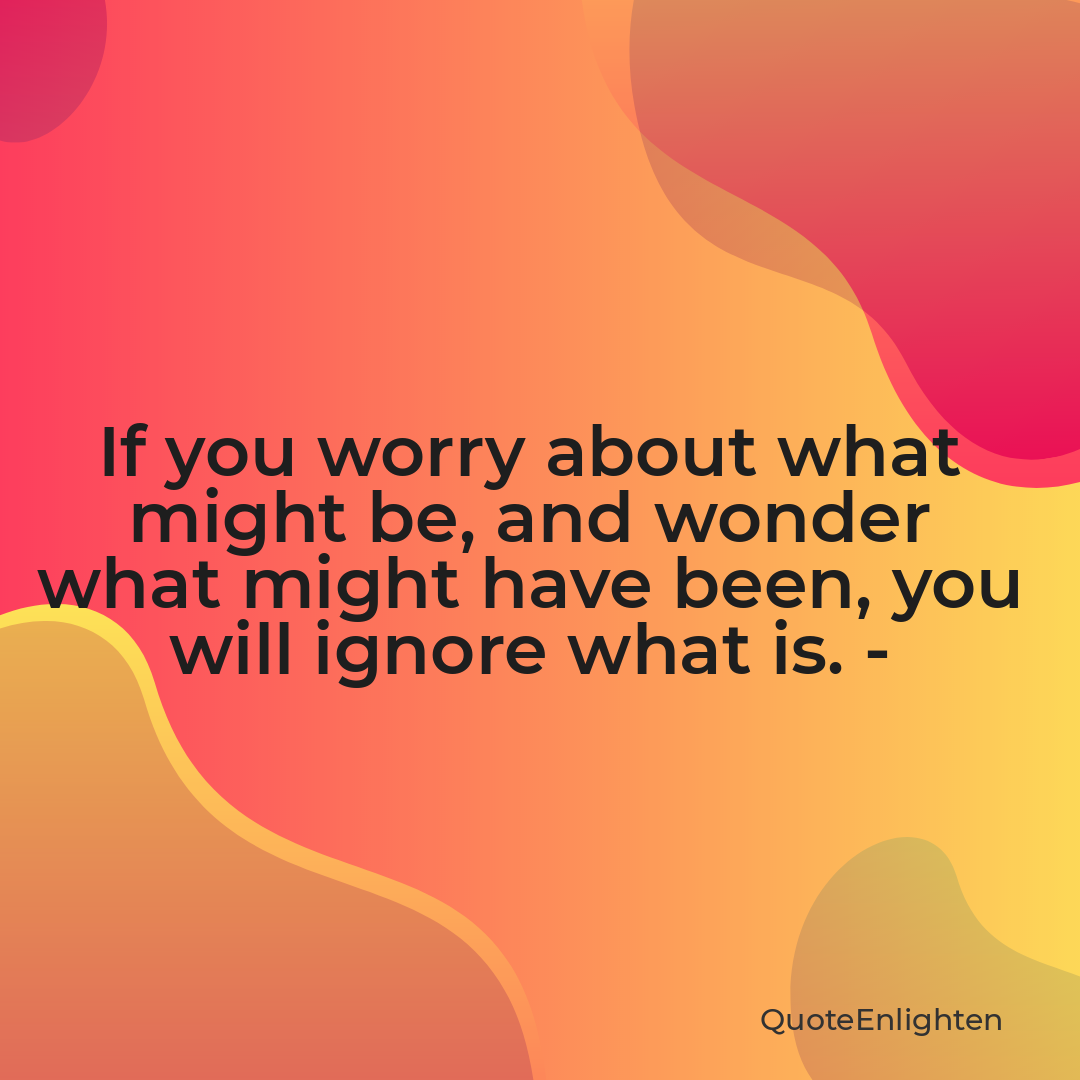 If you worry about what
might be, and wonder
what might have been, you
will ignore what is. -
QuoteEnlighten